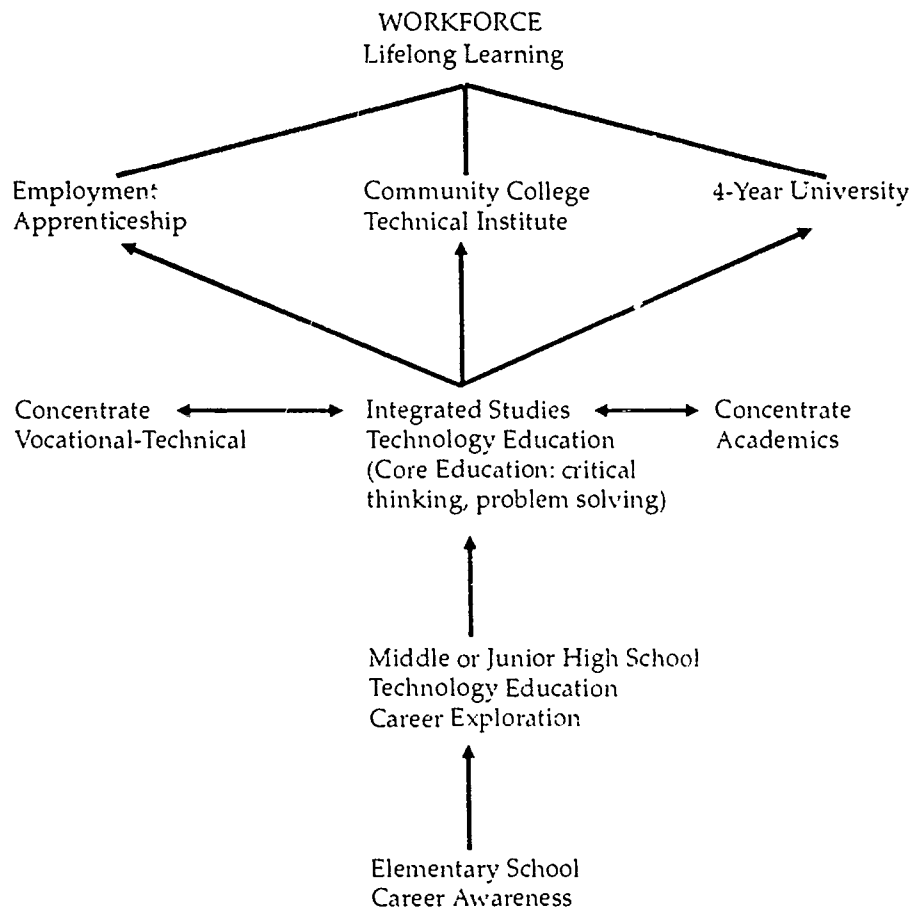 WORKFORCE
Lifelong Learning
Employment
Apprenticeship
Community College
Technical Institute
4-Year University
Concentrate
Vocational-Technical
Integrated Studies
Technology Education
(Core Education: critical
thinking, problem solving)
Concentrate
Academics
Middle or Junior High School
Technology Education
Career Exploration
Elementary School
Career Awareness